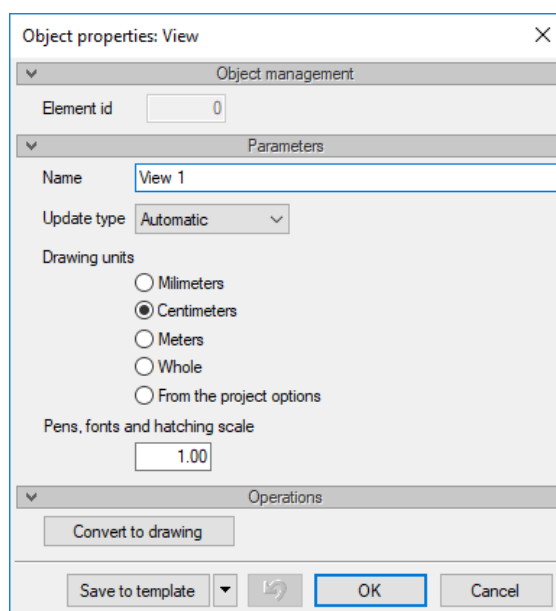 Object properties: View
Object management
Element id 0
Parameters
Name View 1
Update type Automatic
Drawing units
Milimeters
Centimeters
Meters
Whole
From the project options
Pens, fonts and hatching scale
1.00
Operations
Convert to drawing
Save to template OK Cancel